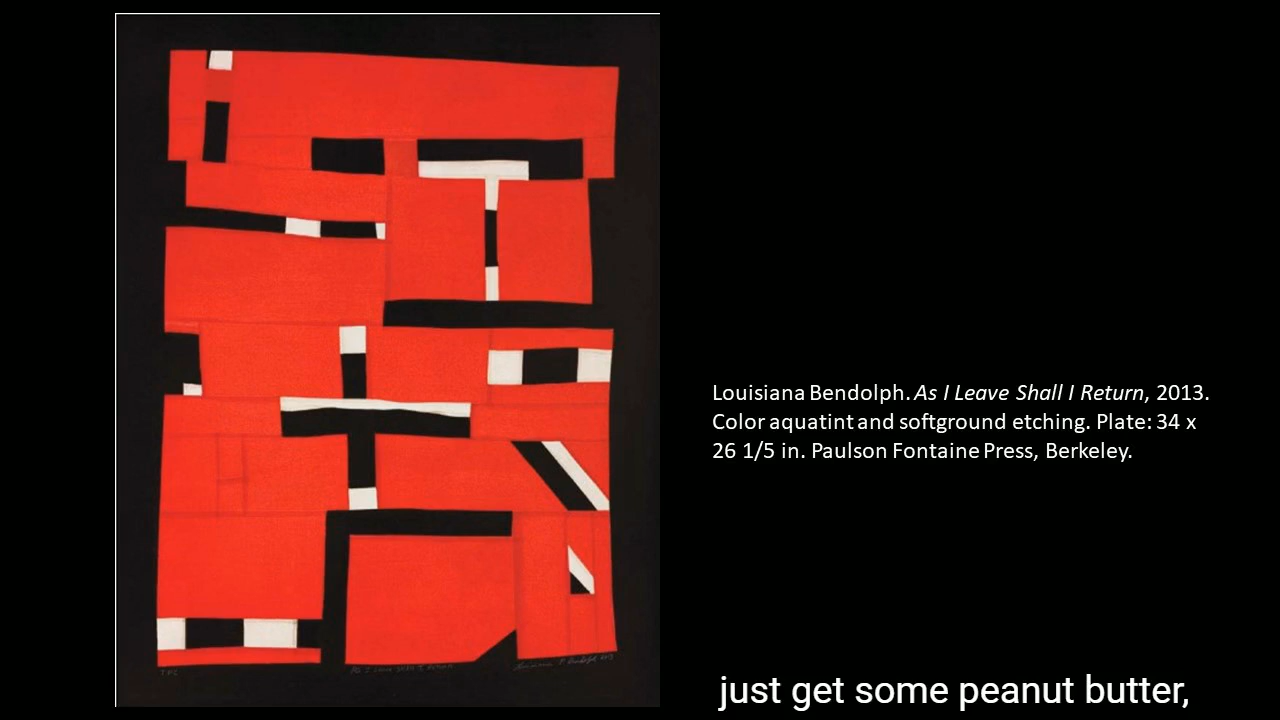 Louisiana Bendolph. As I Leave Shall I Return, 2013.
Color aquatint and softground etching. Plate: 34 x
26 1/5 in. Paulson Fontaine Press, Berkeley.
just get some peanut butter,